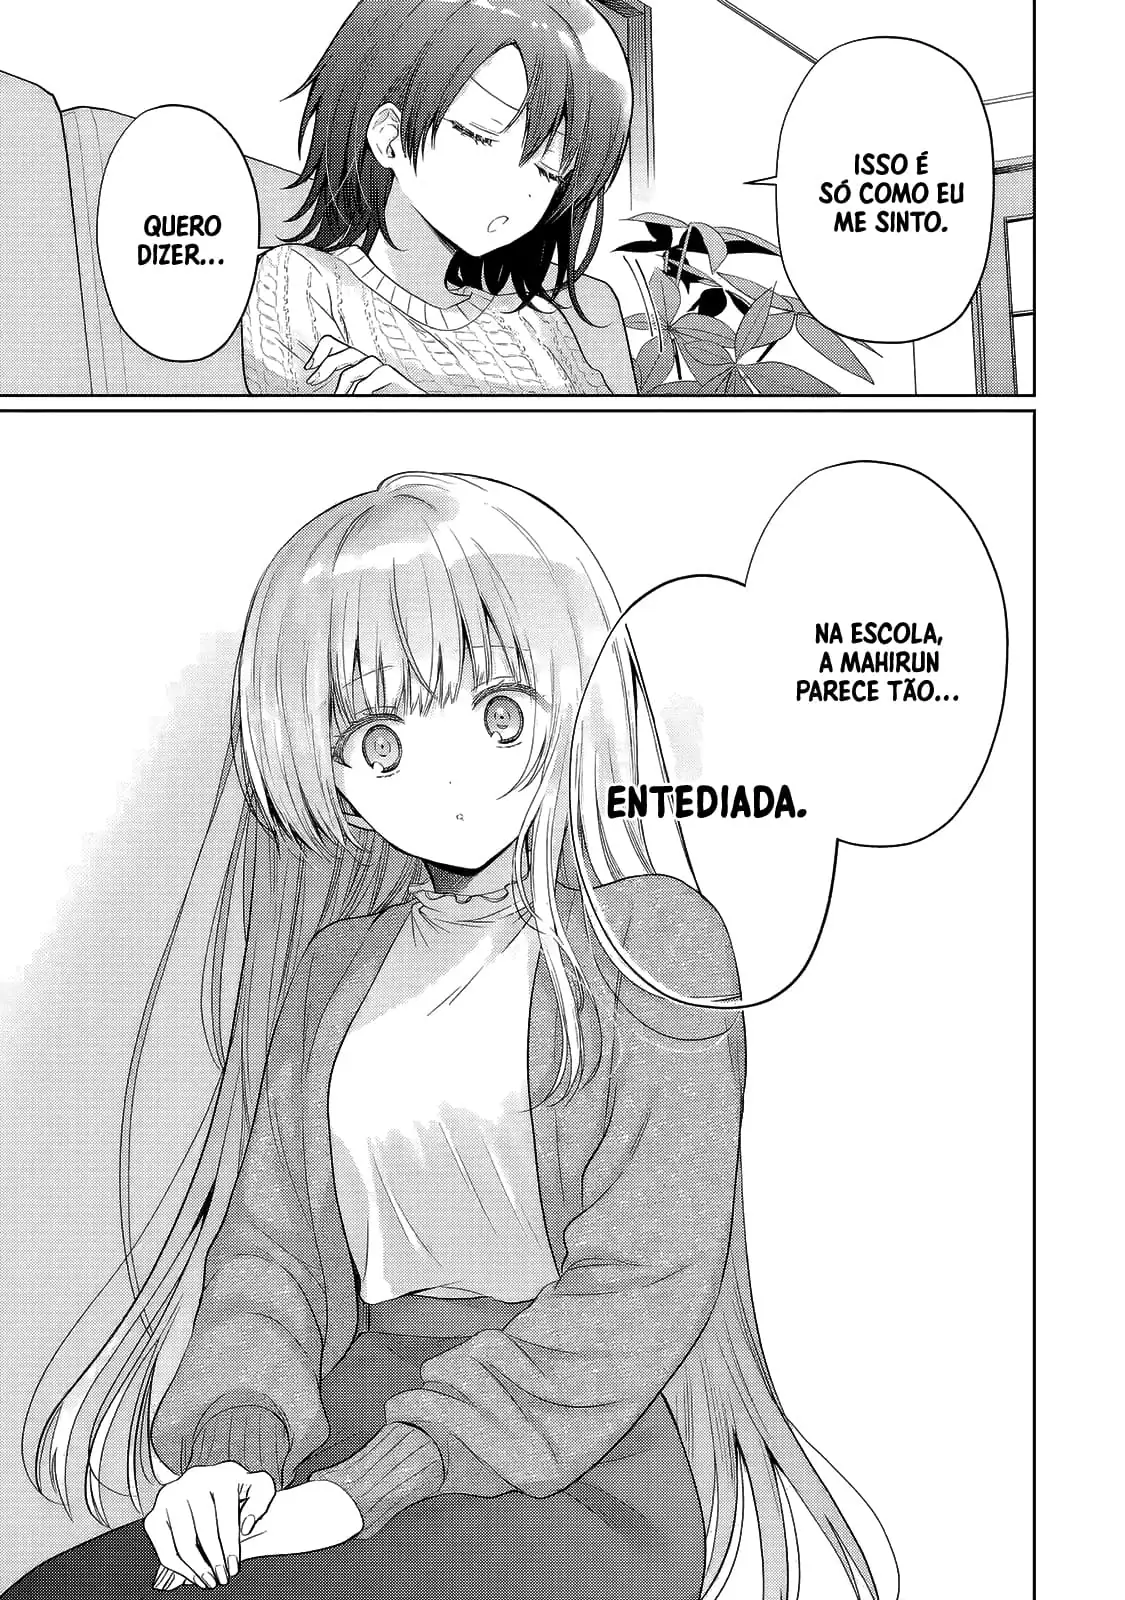 ISSO É
SÓ COMO EU
ME SINTO.
QUERO
DIZER...
NA ESCOLA,
A MAHIRUN
PARECE TÃO...
ENTEDIADA.